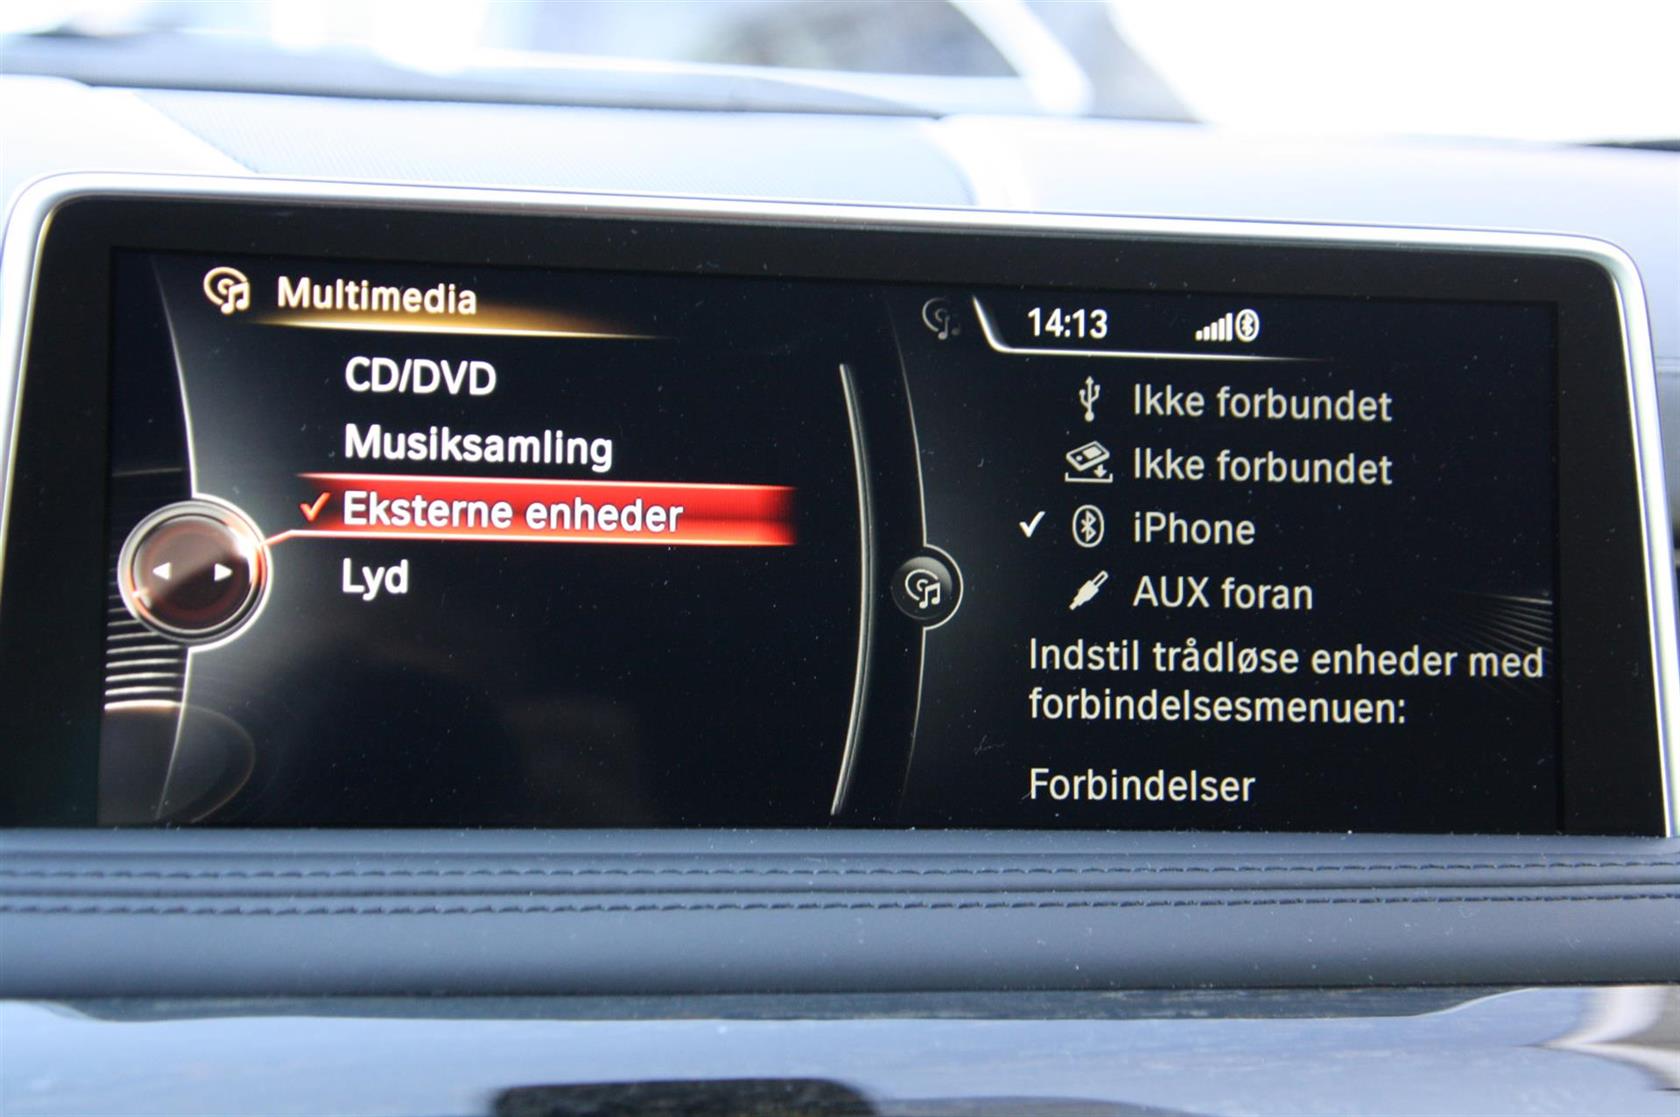 Multimedia
CD/DVD
Musiksamling
Eksterne enheder
Lyd
14:13
Ikke forbundet
Ikke forbundet
iPhone
AUX foran
Indstil trådløse enheder med
forbindelsesmenuen:
Forbindelser